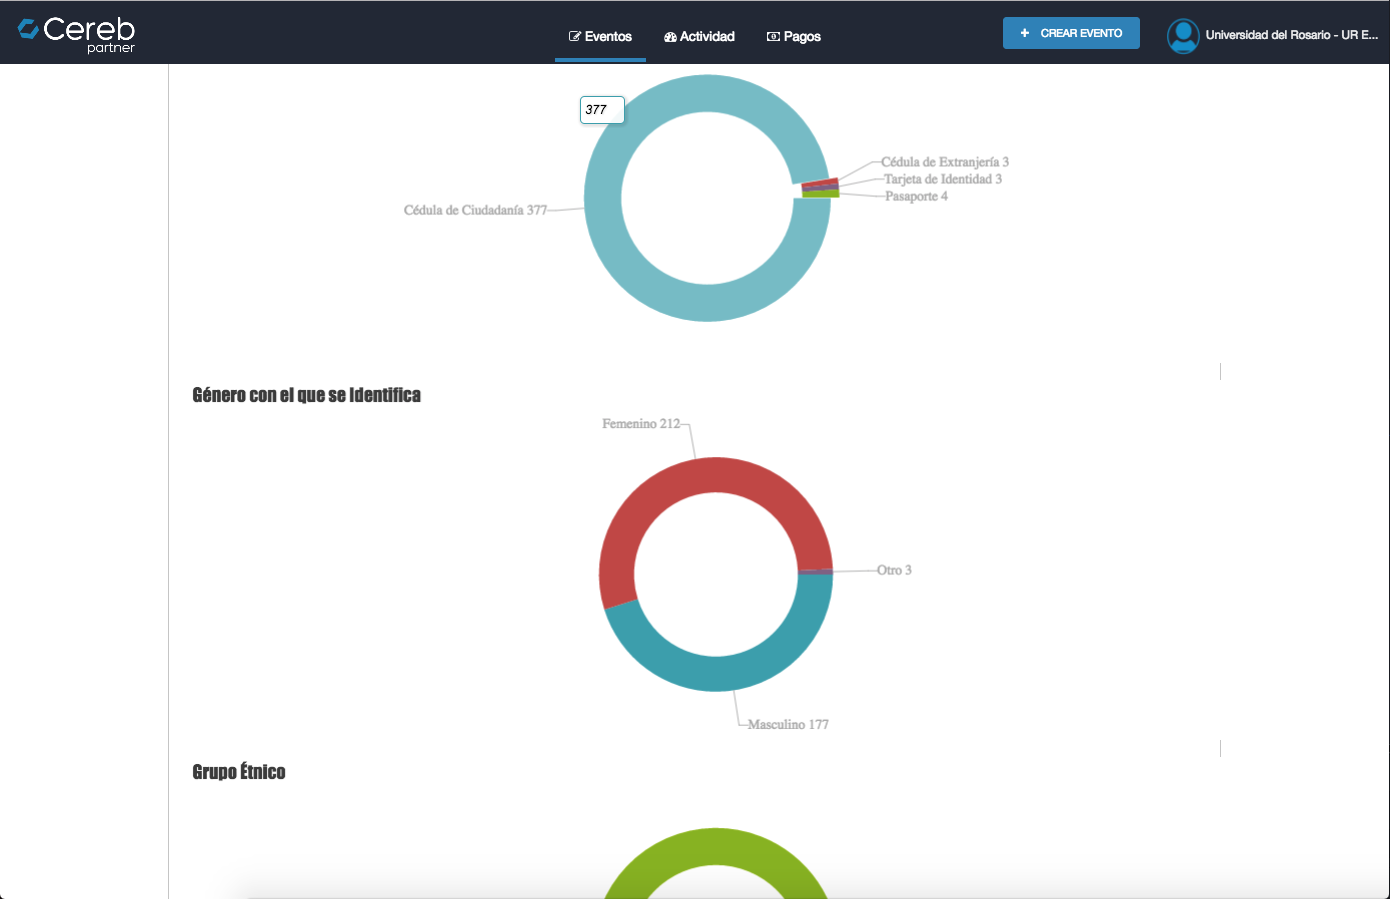 Cereb
partner
Eventos
Actividad
Pagos
+ CREAR EVENTO
Universidad del Rosario - UR E...
377
Cédula de Extranjería 3
Tarjeta de Identidad 3
Pasaporte 4
Cédula de Ciudadanía 377
Género con el que se Identifica
Femenino 212
Otro 3
Masculino 177
Grupo Étnico